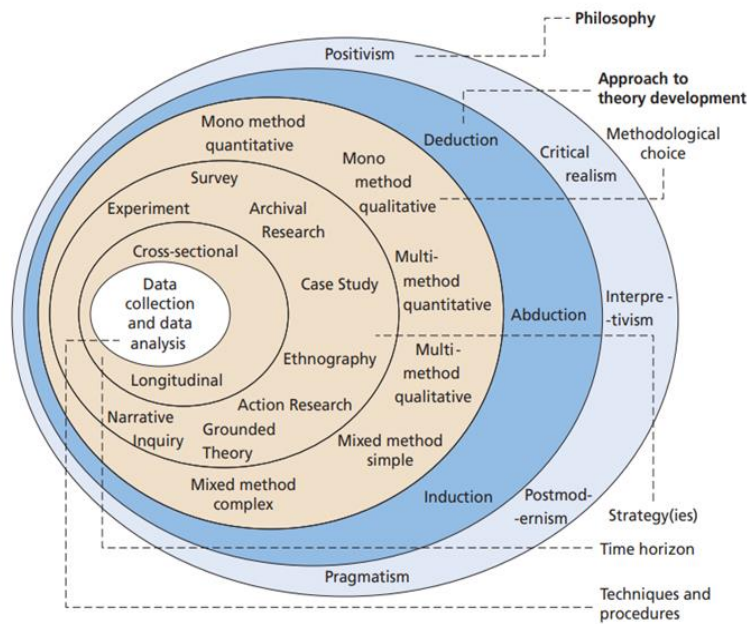 Philosophy
Positivism
Approach to
theory development
Deduction
Methodological
choice
Critical
realism
Mono method
quantitative
Mono
method
qualitative
Survey
Experiment
Archival
Research
Cross-sectional
Multi-
method
quantitative
Data
collection
and data
analysis
Case Study
Abduction
Interpre -
-tivism
Ethnography
Multi-
method
qualitative
Longitudinal
Action Research
Narrative
Inquiry
Grounded
Theory
Mixed method
simple
Mixed method
complex
Induction
Postmod-
-ernism
Strategy(ies)
Time horizon
Pragmatism
Techniques and
procedures